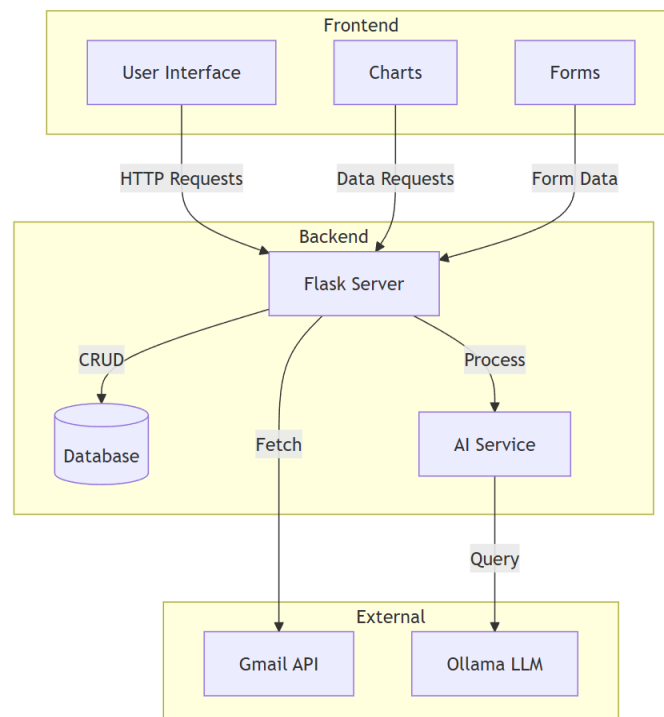 Frontend
User Interface
Charts
Forms
HTTP Requests
Data Requests
Form Data
Backend
Flask Server
CRUD
Process
Database
Fetch
AI Service
Query
External
Gmail API
Ollama LLM